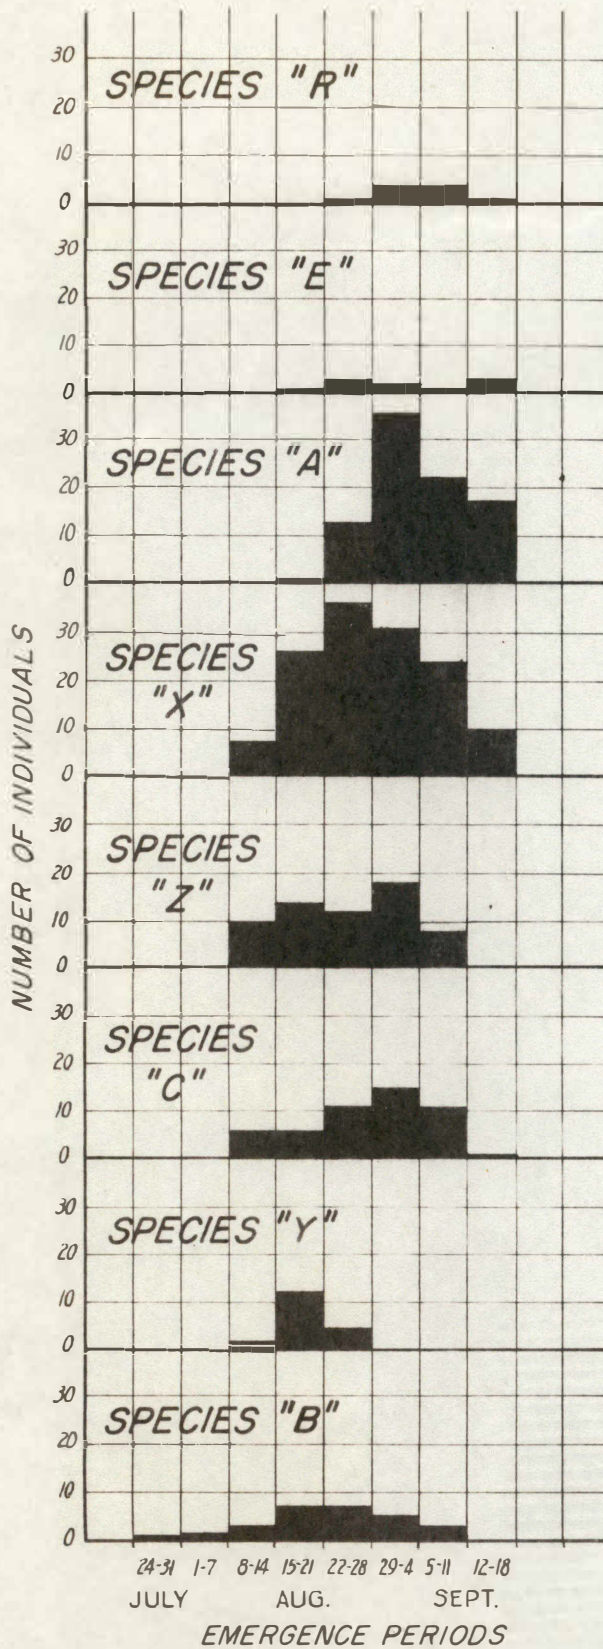 30
SPECIES "R"
20
10
0
30
SPECIES "E"
20
10
0
30
SPECIES "A"
20
10
0
30
SPECIES
"X"
20
10
0
30
SPECIES
"Z"
20
10
0
30
SPECIES
"C"
20
10
0
30
SPECIES "Y"
20
10
0
30
SPECIES "B"
20
10
0
NUMBER OF INDIVIDUALS
24-31 1-7 8-14 15-21 22-28 29-4 5-11 12-18
JULY AUG. SEPT.
EMERGENCE PERIODS